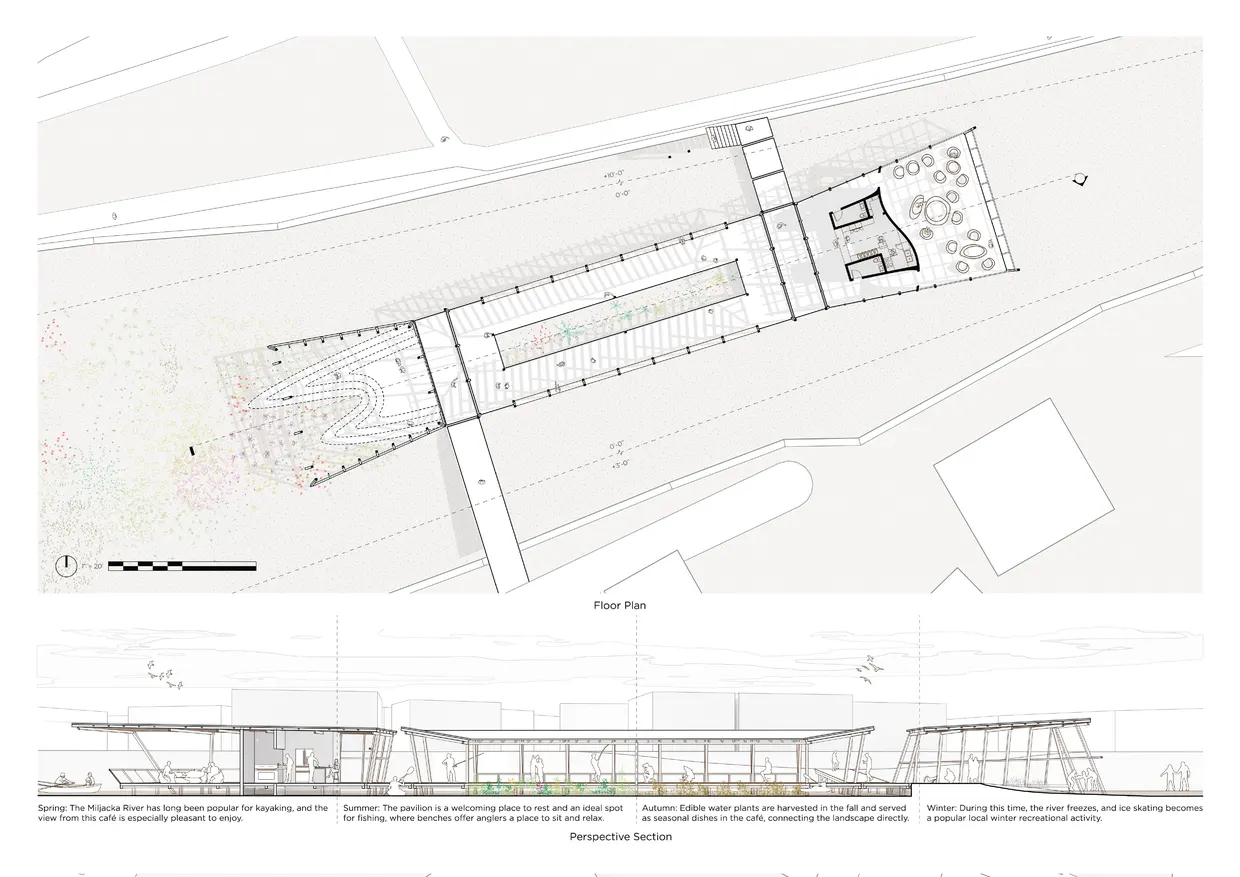 +10'-0"
0'-0"
0'-0"
+3'-0"
1" = 20'
Floor Plan
Spring: The Miljacka River has long been popular for kayaking, and the
view from this café is especially pleasant to enjoy.
Summer: The pavilion is a welcoming place to rest and an ideal spot
for fishing, where benches offer anglers a place to sit and relax.
Autumn: Edible water plants are harvested in the fall and served
as seasonal dishes in the café, connecting the landscape directly.
Winter: During this time, the river freezes, and ice skating becomes
a popular local winter recreational activity.
Perspective Section